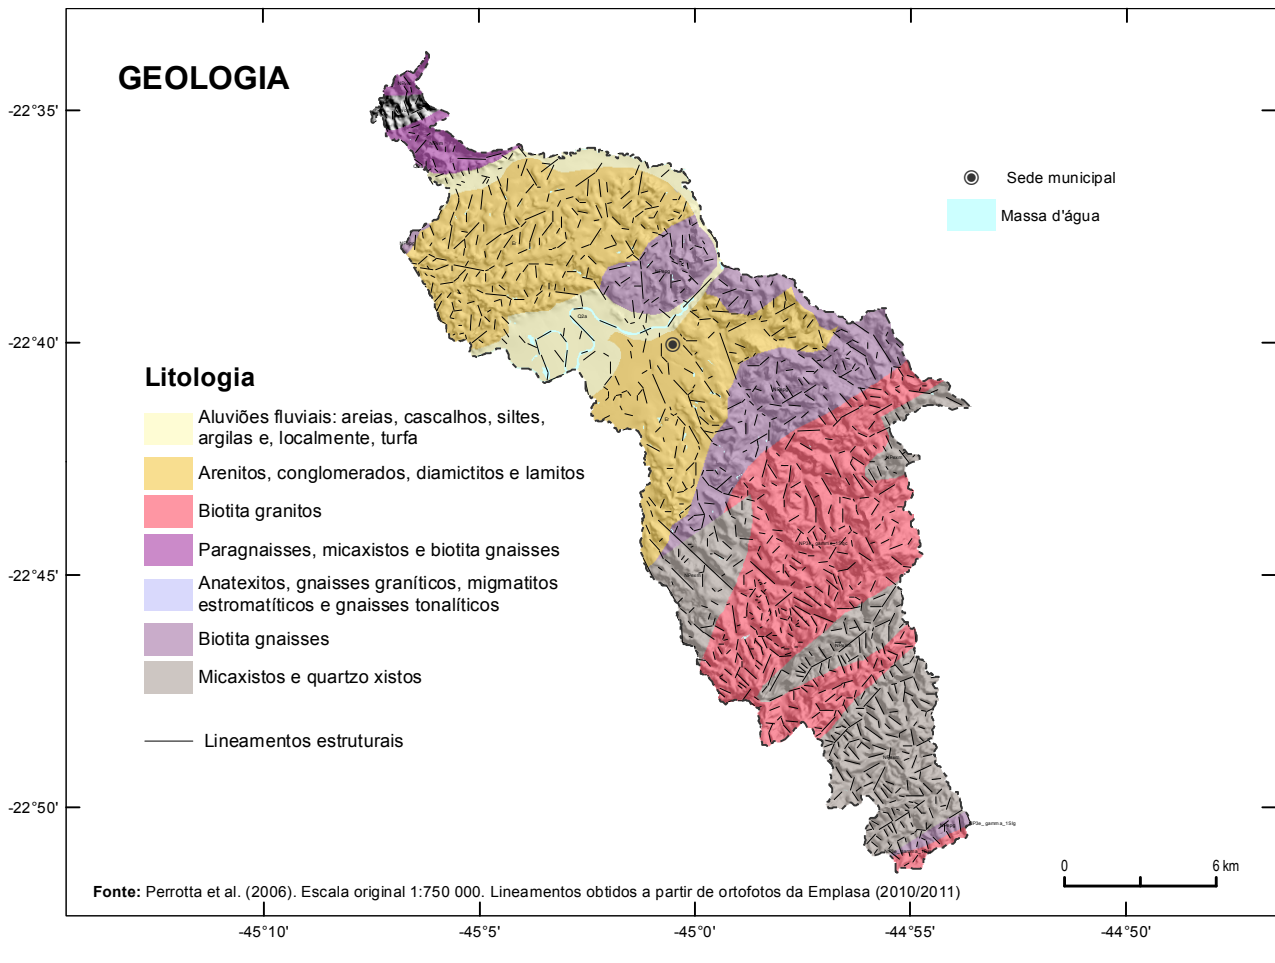 GEOLOGIA
-22°35'
-22°40'
-22°45'
-22°50'
Sede municipal
Massa d'água
Q2a
Litologia
Aluviões fluviais: areias, cascalhos, siltes,
argilas e, localmente, turfa
Arenitos, conglomerados, diamictitos e lamitos
Biotita granitos
Paragnaisses, micaxistos e biotita gnaisses
Anatexitos, gnaisses graníticos, migmatitos
estromatíticos e gnaisses tonalíticos
Biotita gnaisses
Micaxistos e quartzo xistos
Lineamentos estruturais
0 6 km
Fonte: Perrotta et al. (2006). Escala original 1:750 000. Lineamentos obtidos a partir de ortofotos da Emplasa (2010/2011)
-45°10' -45°5' -45°0' -44°55' -44°50'